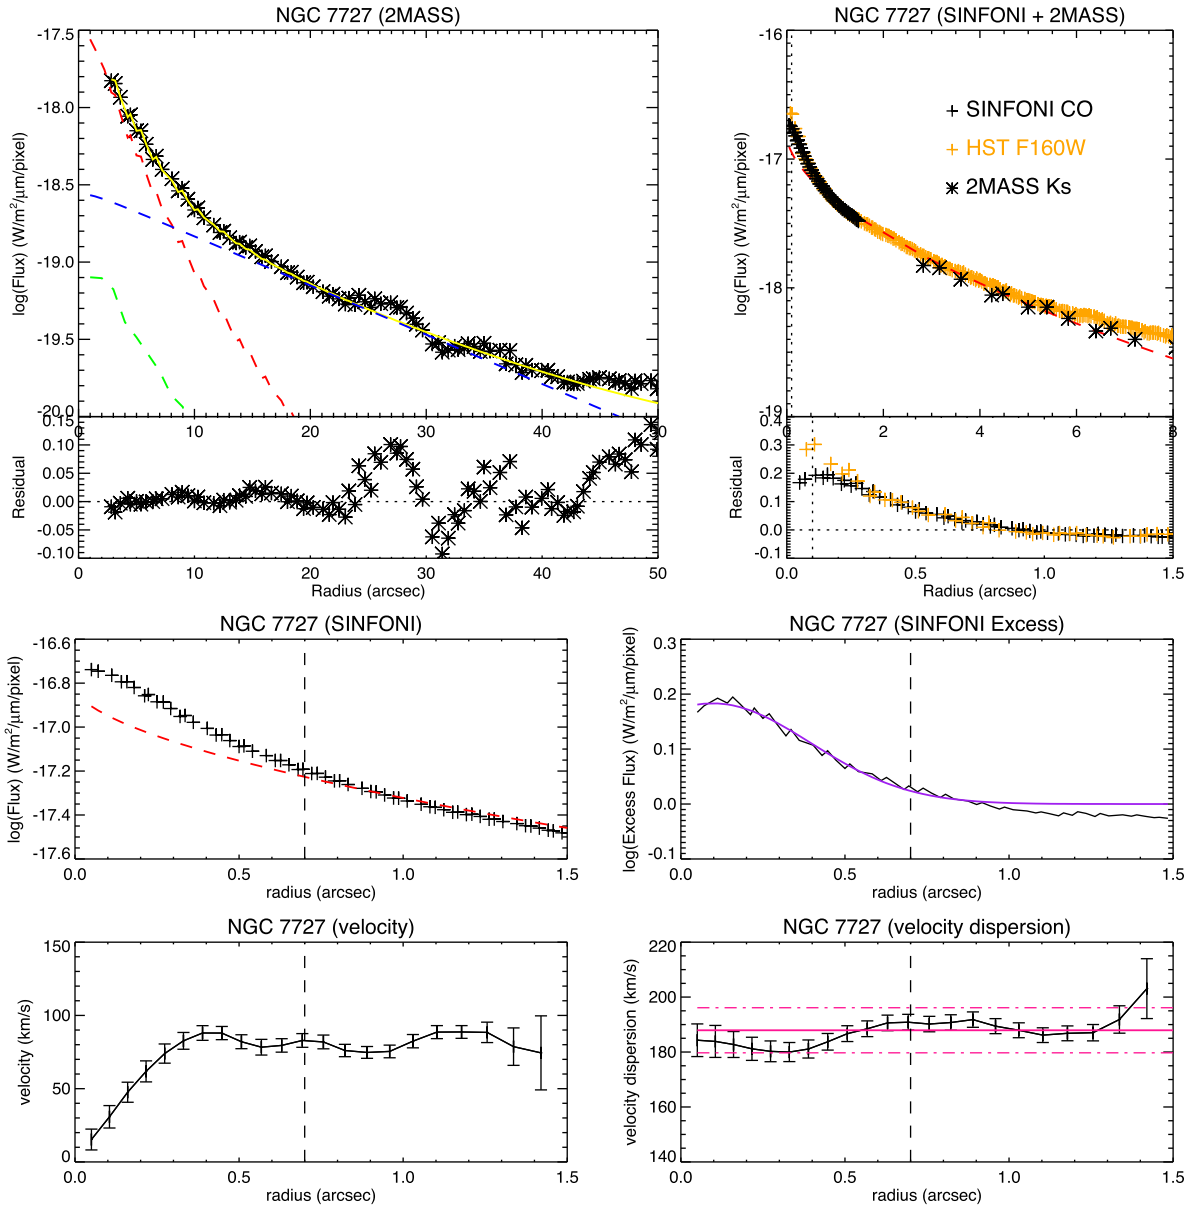 NGC 7727 (2MASS)
log(Flux) (W/m²/μm/pixel)
-17.5
-18.0
-18.5
-19.0
-19.5
-20.0
0 10 20 30 40 50
Residual
0.15
0.10
0.05
0.00
-0.05
-0.10
0 10 20 30 40 50
Radius (arcsec)
NGC 7727 (SINFONI + 2MASS)
log(Flux) (W/m²/μm/pixel)
-16
-17
-18
-19
SINFONI CO
HST F160W
2MASS Ks
0 2 4 6 8
Residual
0.4
0.3
0.2
0.1
0.0
-0.1
0.0 0.5 1.0 1.5
Radius (arcsec)
NGC 7727 (SINFONI)
log(Flux) (W/m²/μm/pixel)
-16.6
-16.8
-17.0
-17.2
-17.4
-17.6
0.0 0.5 1.0 1.5
radius (arcsec)
NGC 7727 (SINFONI Excess)
log(Excess Flux) (W/m²/μm/pixel)
0.3
0.2
0.1
0.0
-0.1
0.0 0.5 1.0 1.5
radius (arcsec)
NGC 7727 (velocity)
velocity (km/s)
150
100
50
0
0.0 0.5 1.0 1.5
radius (arcsec)
NGC 7727 (velocity dispersion)
velocity dispersion (km/s)
220
200
180
160
140
0.0 0.5 1.0 1.5
radius (arcsec)